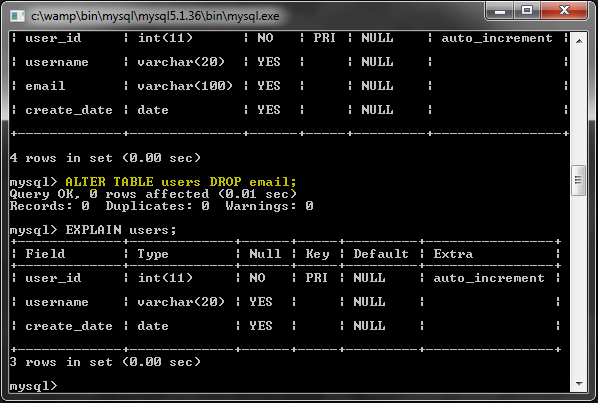 c:\wamp\bin\mysql\mysql5.1.36\bin\mysql.exe
| user_id     | int(11)      | NO   | PRI | NULL    | auto_increment |
| username    | varchar(20)  | YES  |     | NULL    |                |
| email       | varchar(100) | YES  |     | NULL    |                |
| create_date | date         | YES  |     | NULL    |                |
+-------------+--------------+------+-----+---------+----------------+
4 rows in set (0.00 sec)
mysql> ALTER TABLE users DROP email;
Query OK, 0 rows affected (0.01 sec)
Records: 0  Duplicates: 0  Warnings: 0
mysql> EXPLAIN users;
+-------------+-------------+------+-----+---------+----------------+
| Field       | Type        | Null | Key | Default | Extra          |
+-------------+-------------+------+-----+---------+----------------+
| user_id     | int(11)     | NO   | PRI | NULL    | auto_increment |
| username    | varchar(20) | YES  |     | NULL    |                |
| create_date | date        | YES  |     | NULL    |                |
+-------------+-------------+------+-----+---------+----------------+
3 rows in set (0.00 sec)
mysql>